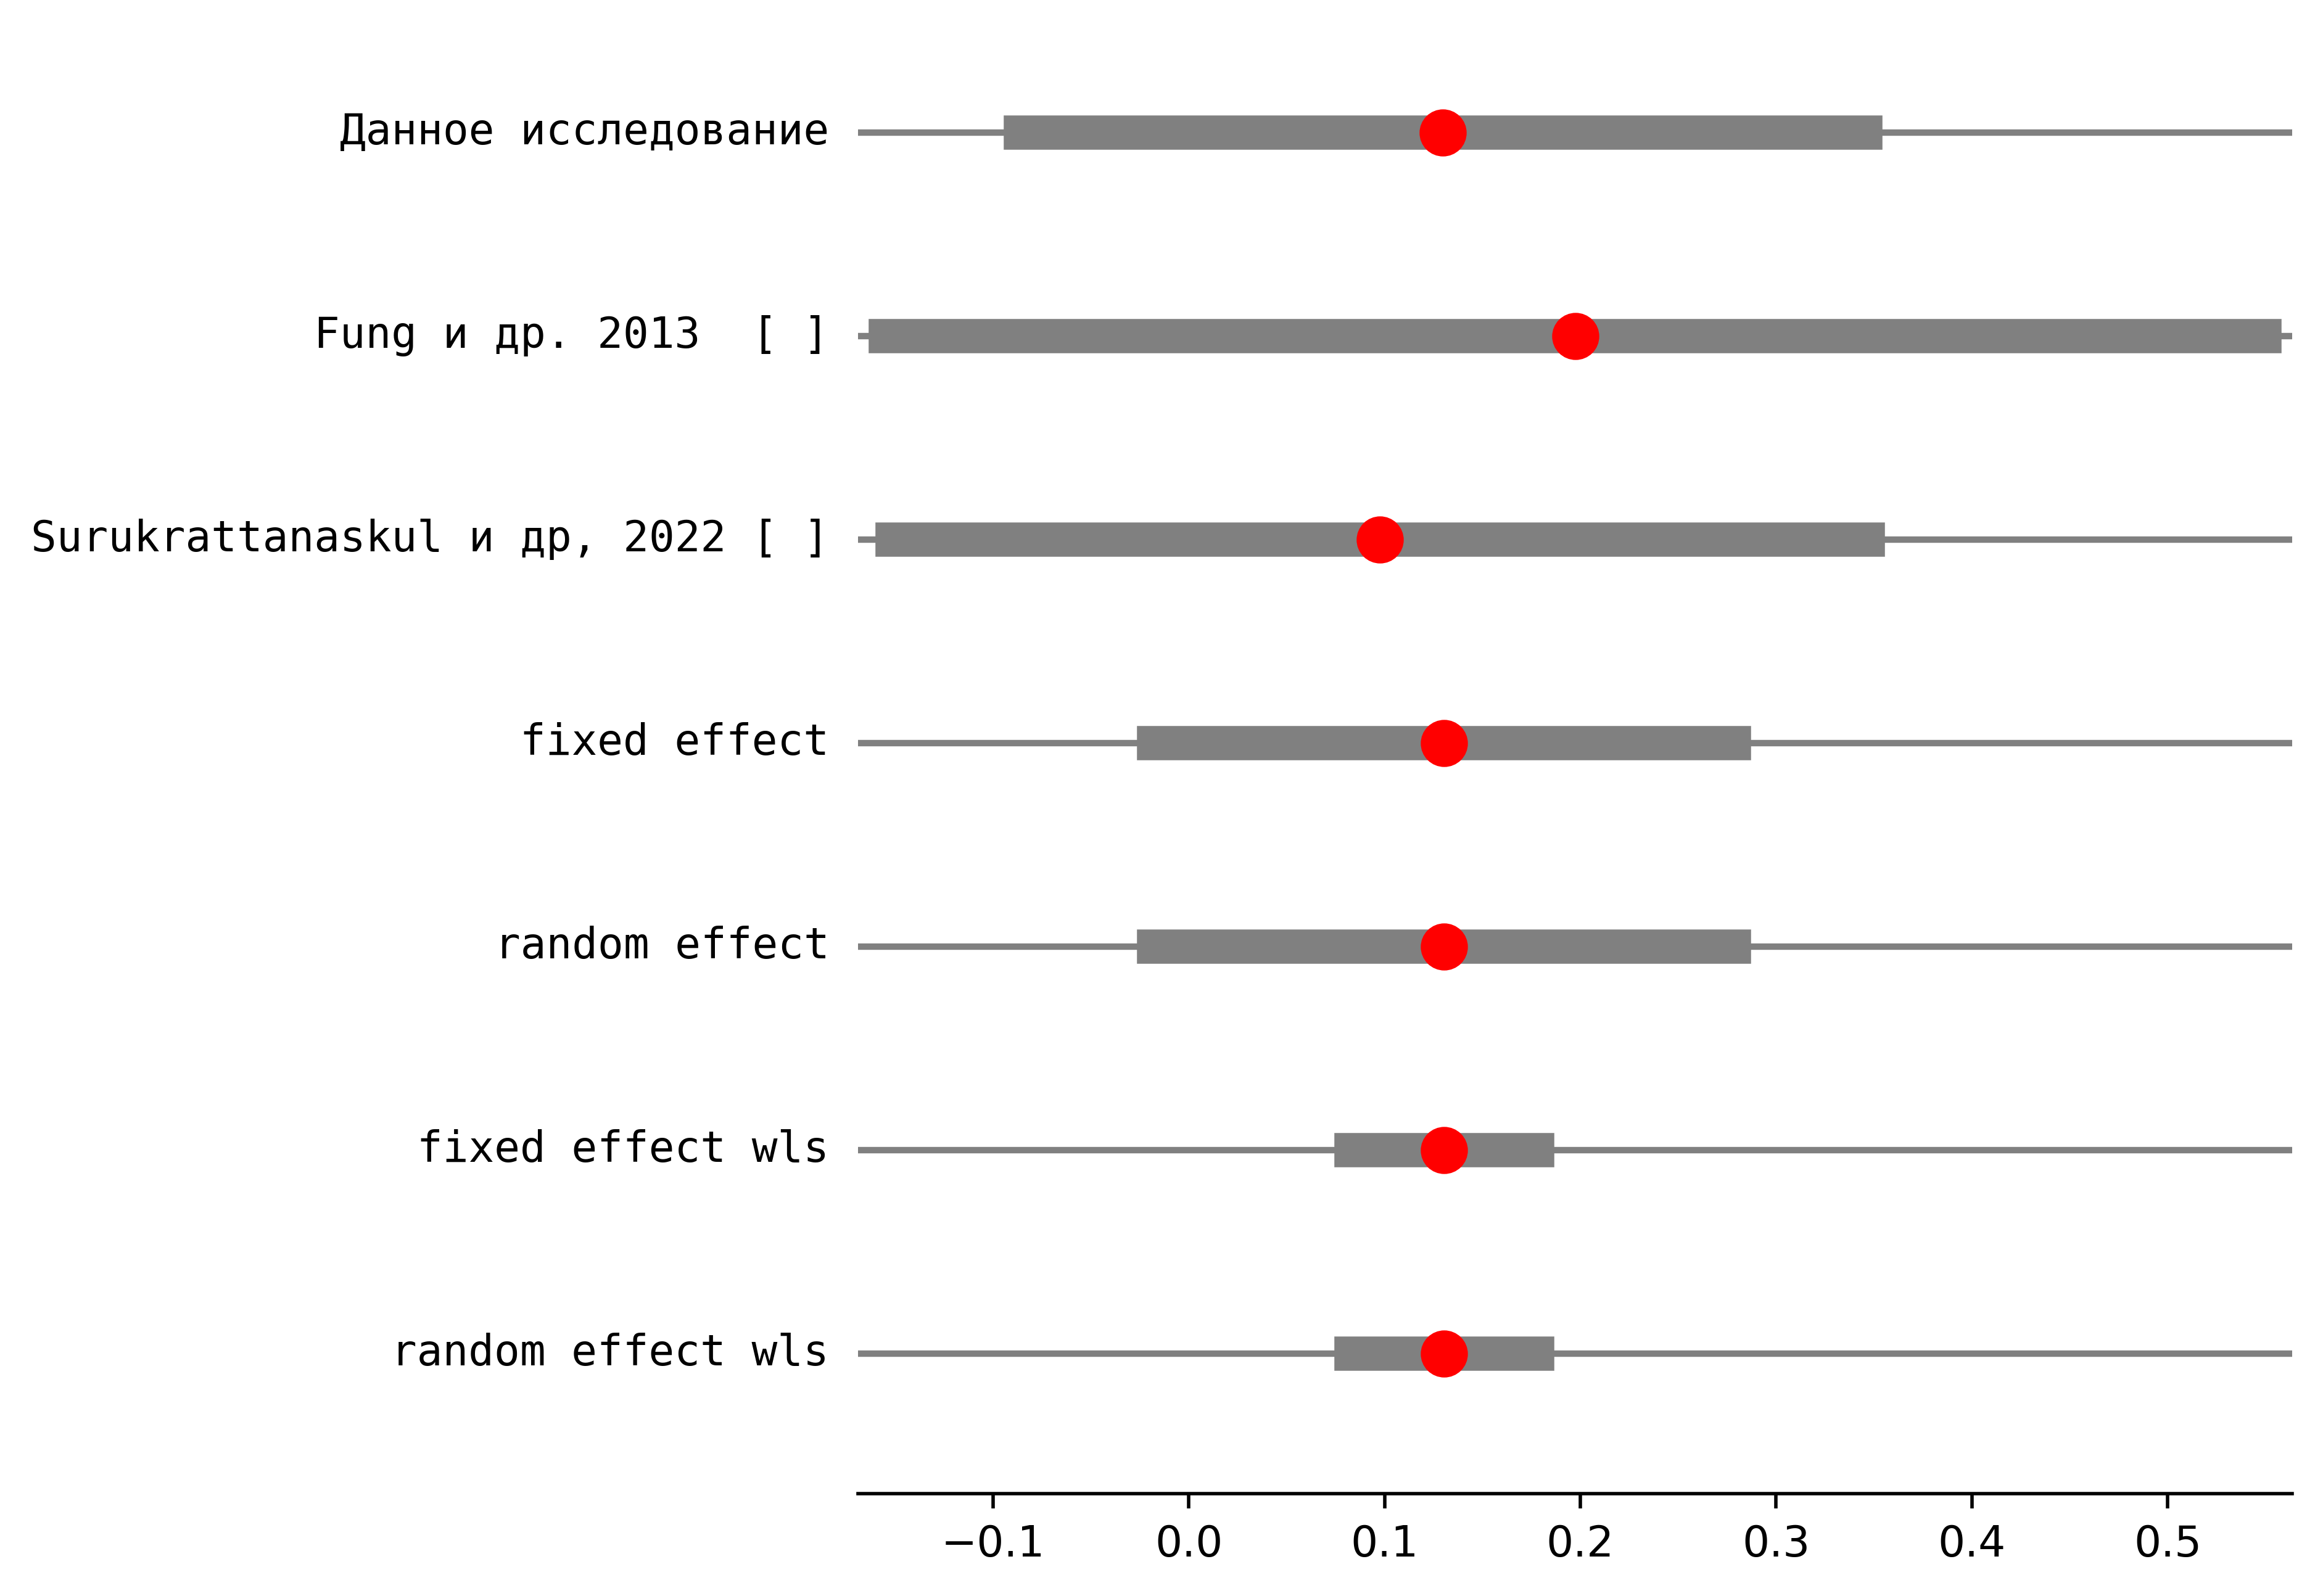 Данное исследование
Fung и др. 2013  [ ]
Surukrattanaskul и др, 2022 [ ]
fixed effect
random effect
fixed effect wls
random effect wls
−0.1 0.0 0.1 0.2 0.3 0.4 0.5